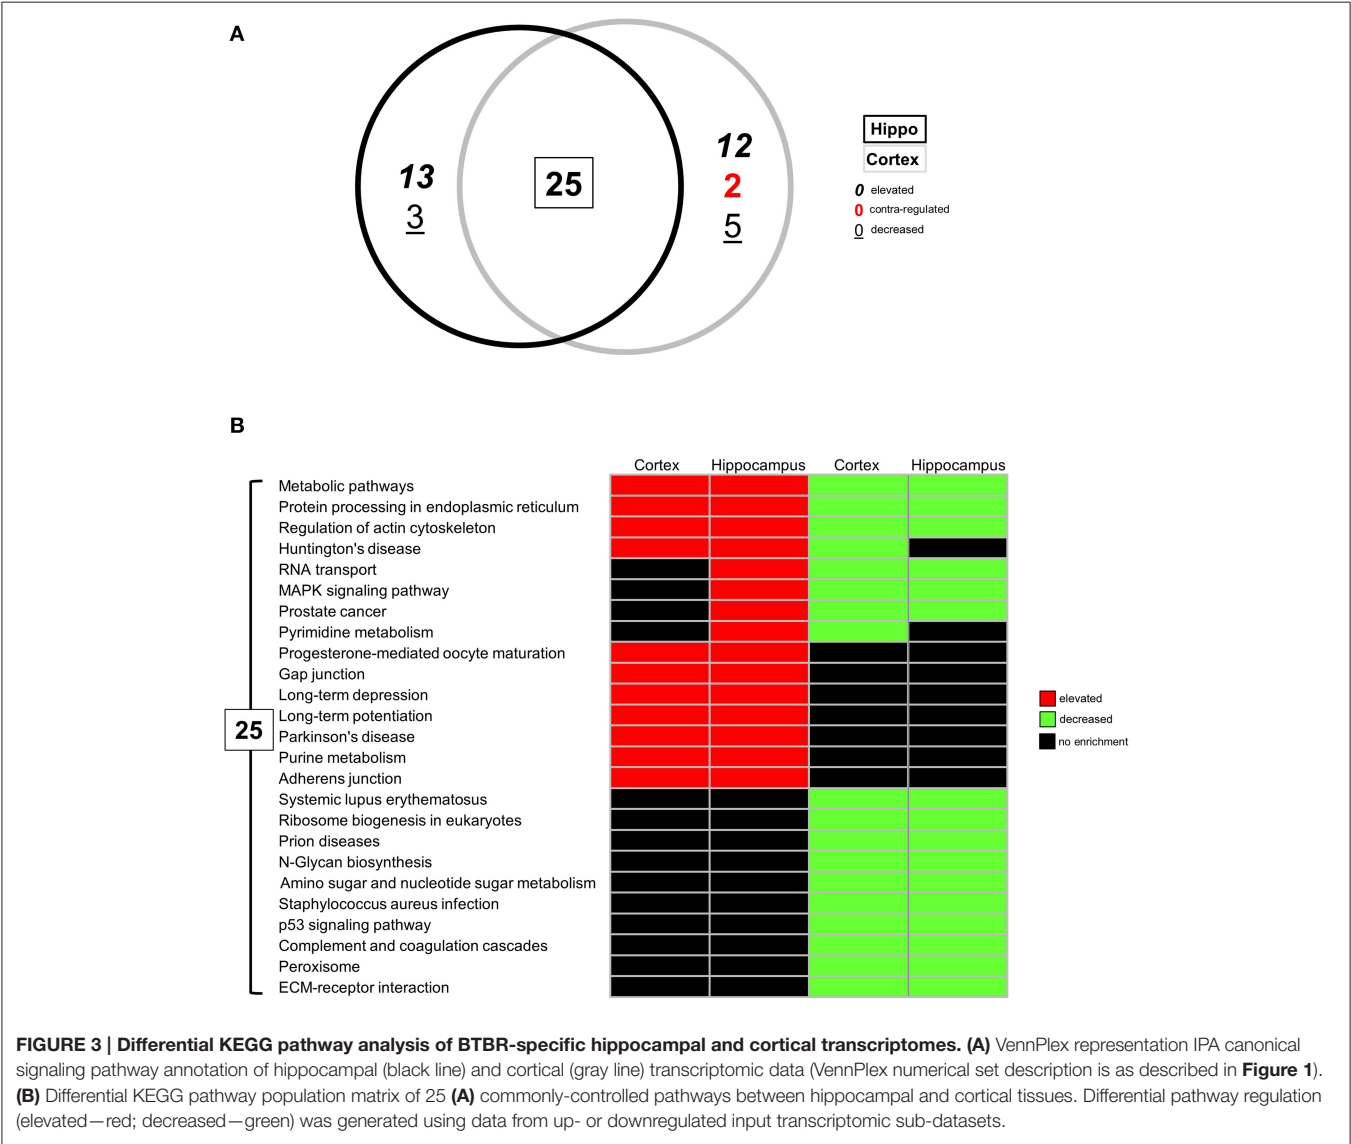 A
13
3
25
12
2
5
Hippo
Cortex
0 elevated
0 contra-regulated
0 decreased
B
Cortex Hippocampus Cortex Hippocampus
Metabolic pathways
Protein processing in endoplasmic reticulum
Regulation of actin cytoskeleton
Huntington's disease
RNA transport
MAPK signaling pathway
Prostate cancer
Pyrimidine metabolism
Progesterone-mediated oocyte maturation
Gap junction
Long-term depression
Long-term potentiation
Parkinson's disease
Purine metabolism
Adherens junction
Systemic lupus erythematosus
Ribosome biogenesis in eukaryotes
Prion diseases
N-Glycan biosynthesis
Amino sugar and nucleotide sugar metabolism
Staphylococcus aureus infection
p53 signaling pathway
Complement and coagulation cascades
Peroxisome
ECM-receptor interaction
25
elevated
decreased
no enrichment
FIGURE 3 | Differential KEGG pathway analysis of BTBR-specific hippocampal and cortical transcriptomes. (A) VennPlex representation IPA canonical
signaling pathway annotation of hippocampal (black line) and cortical (gray line) transcriptomic data (VennPlex numerical set description is as described in Figure 1).
(B) Differential KEGG pathway population matrix of 25 (A) commonly-controlled pathways between hippocampal and cortical tissues. Differential pathway regulation
(elevated—red; decreased—green) was generated using data from up- or downregulated input transcriptomic sub-datasets.